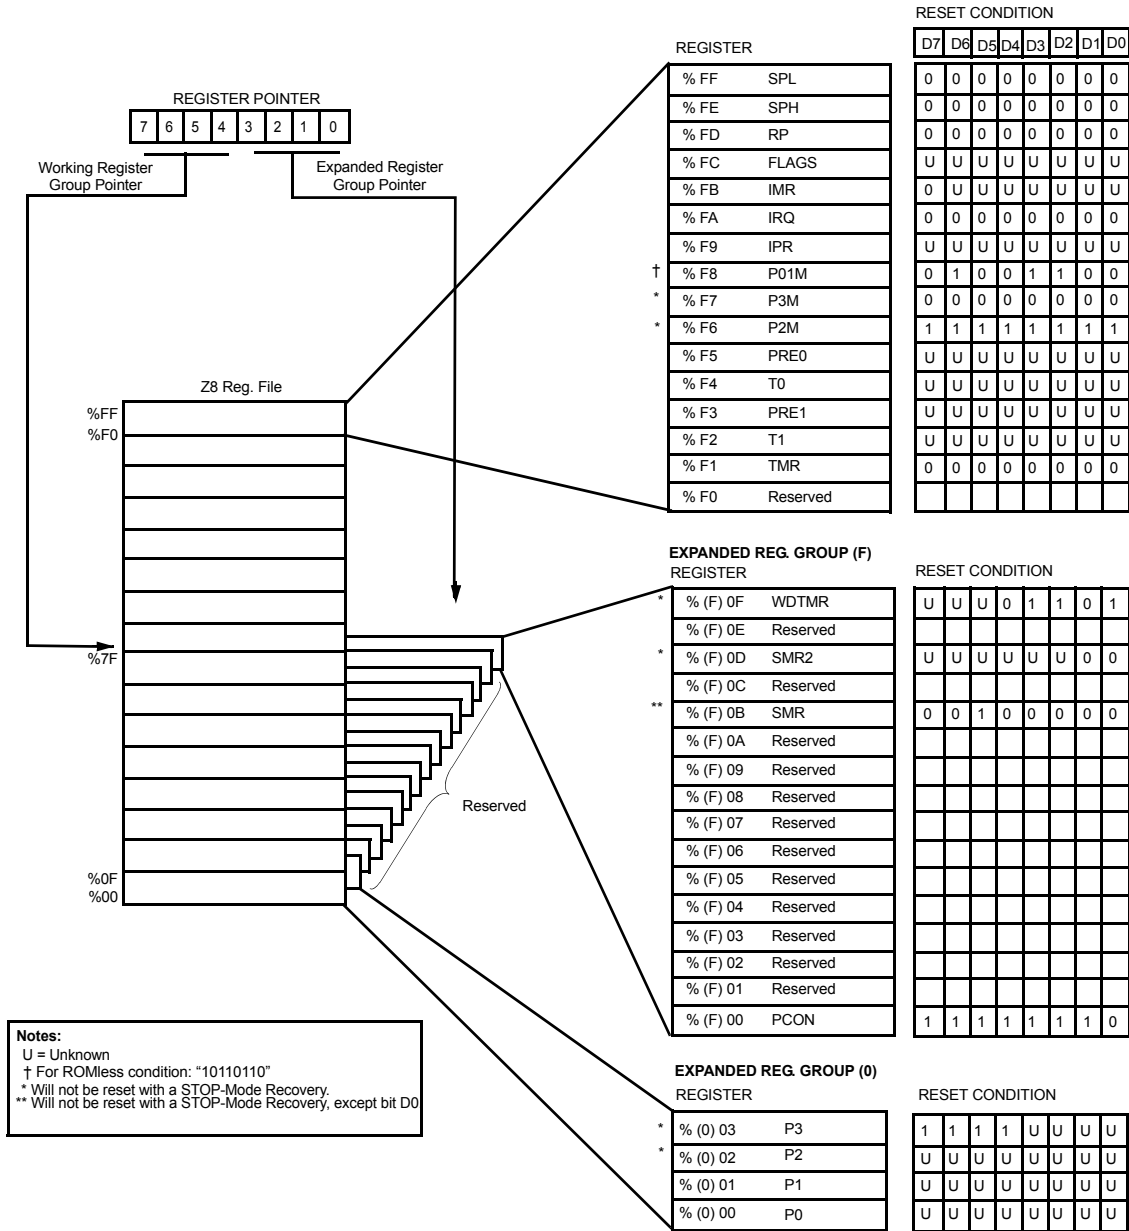 REGISTER POINTER
7 6 5 4 3 2 1 0
Working Register
Group Pointer
Expanded Register
Group Pointer
Z8 Reg. File
%FF
%F0
%7F
%0F
%00
Reserved
RESET CONDITION
REGISTER
D7 D6 D5 D4 D3 D2 D1 D0
% FF SPL 0 0 0 0 0 0 0 0
% FE SPH 0 0 0 0 0 0 0 0
% FD RP 0 0 0 0 0 0 0 0
% FC FLAGS U U U U U U U U
% FB IMR 0 U U U U U U U
% FA IRQ 0 0 0 0 0 0 0 0
% F9 IPR U U U U U U U U
† % F8 P01M 0 1 0 0 1 1 0 0
* % F7 P3M 0 0 0 0 0 0 0 0
* % F6 P2M 1 1 1 1 1 1 1 1
% F5 PRE0 U U U U U U U U
% F4 T0 U U U U U U U U
% F3 PRE1 U U U U U U U U
% F2 T1 U U U U U U U U
% F1 TMR 0 0 0 0 0 0 0 0
% F0 Reserved
EXPANDED REG. GROUP (F)
REGISTER RESET CONDITION
* % (F) 0F WDTMR U U U 0 1 1 0 1
% (F) 0E Reserved
* % (F) 0D SMR2 U U U U U U 0 0
% (F) 0C Reserved
** % (F) 0B SMR 0 0 1 0 0 0 0 0
% (F) 0A Reserved
% (F) 09 Reserved
% (F) 08 Reserved
% (F) 07 Reserved
% (F) 06 Reserved
% (F) 05 Reserved
% (F) 04 Reserved
% (F) 03 Reserved
% (F) 02 Reserved
% (F) 01 Reserved
% (F) 00 PCON 1 1 1 1 1 1 1 0
EXPANDED REG. GROUP (0)
REGISTER RESET CONDITION
* % (0) 03 P3 1 1 1 1 U U U U
* % (0) 02 P2 U U U U U U U U
% (0) 01 P1 U U U U U U U U
% (0) 00 P0 U U U U U U U U
Notes:
U = Unknown
† For ROMless condition: “10110110”
* Will not be reset with a STOP-Mode Recovery.
** Will not be reset with a STOP-Mode Recovery, except bit D0